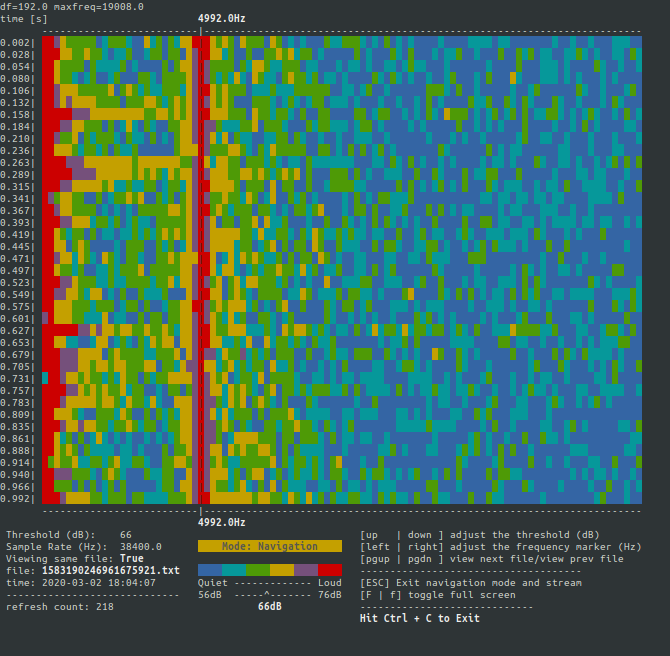 df=192.0 maxfreq=19008.0
time [s] 4992.0Hz
------------------------------|------------------------------
0.002|
0.028|
0.054|
0.080|
0.106|
0.132|
0.158|
0.184|
0.210|
0.236|
0.263|
0.289|
0.315|
0.341|
0.367|
0.393|
0.419|
0.445|
0.471|
0.497|
0.523|
0.549|
0.575|
0.601|
0.627|
0.653|
0.679|
0.705|
0.731|
0.757|
0.783|
0.809|
0.835|
0.861|
0.888|
0.914|
0.940|
0.966|
0.992|
------------------------------|------------------------------
4992.0Hz
Threshold (dB): 66
Sample Rate (Hz): 38400.0
Viewing same file: True
file: 1583190246961675921.txt
time: 2020-03-02 18:04:07
-----------------------------
refresh count: 218
Mode: Navigation
Quiet ------------- Loud
56dB -----^------- 76dB
66dB
[up | down ] adjust the threshold (dB)
[left | right] adjust the frequency marker (Hz)
[pgup | pgdn ] view next file/view prev file
-------------------------------------
[ESC] Exit navigation mode and stream
[F | f] toggle full screen
-----------------------------
Hit Ctrl + C to Exit